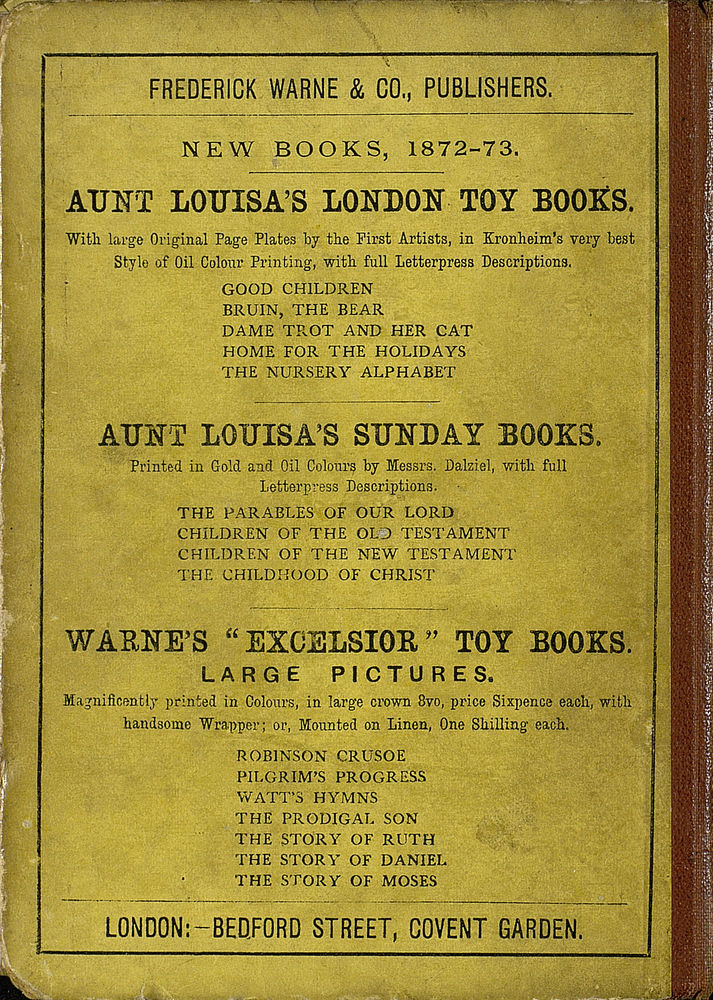 FREDERICK WARNE & CO., PUBLISHERS.
NEW BOOKS, 1872-73.
AUNT LOUISA'S LONDON TOY BOOKS.
With large Original Page Plates by the First Artists, in Kronheim's very best
Style of Oil Colour Printing, with full Letterpress Descriptions.
GOOD CHILDREN
BRUIN, THE BEAR
DAME TROT AND HER CAT
HOME FOR THE HOLIDAYS
THE NURSERY ALPHABET
AUNT LOUISA'S SUNDAY BOOKS.
Printed in Gold and Oil Colours by Messrs. Dalziel, with full
Letterpress Descriptions.
THE PARABLES OF OUR LORD
CHILDREN OF THE OLD TESTAMENT
CHILDREN OF THE NEW TESTAMENT
THE CHILDHOOD OF CHRIST
WARNE'S "EXCELSIOR" TOY BOOKS.
LARGE PICTURES.
Magnificently printed in Colours, in large crown 8vo, price Sixpence each, with
handsome Wrapper; or, Mounted on Linen, One Shilling each.
ROBINSON CRUSOE
PILGRIM'S PROGRESS
WATT'S HYMNS
THE PRODIGAL SON
THE STORY OF RUTH
THE STORY OF DANIEL
THE STORY OF MOSES
LONDON:—BEDFORD STREET, COVENT GARDEN.